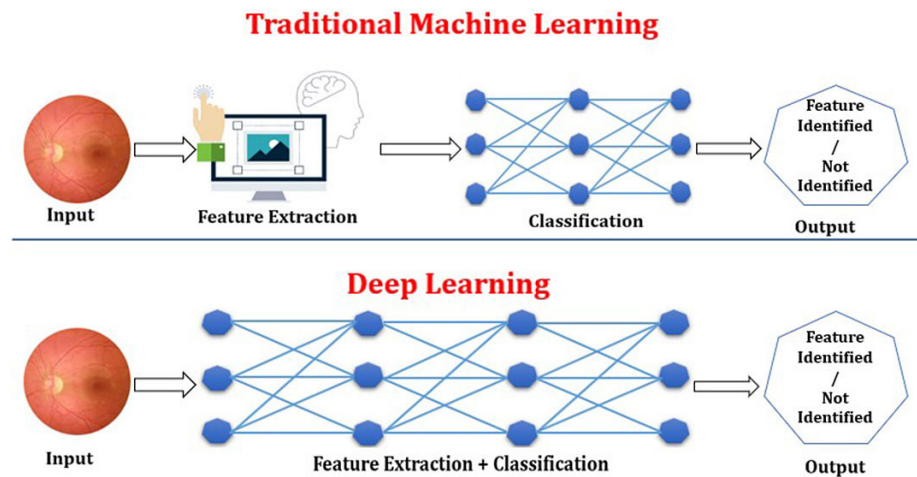 Traditional Machine Learning
Input
Feature Extraction
Classification
Feature
Identified
/
Not
Identified
Output
Deep Learning
Input
Feature Extraction + Classification
Feature
Identified
/
Not
Identified
Output